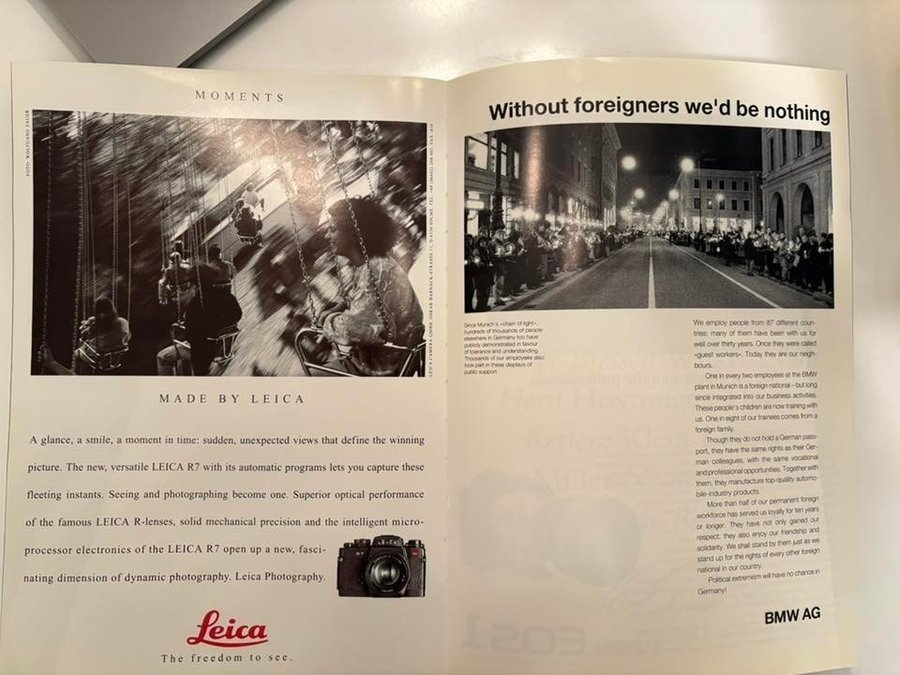 MOMENTS
FOTO: WOLFGANG SAUER
MADE BY LEICA
A glance, a smile, a moment in time: sudden, unexpected views that define the winning
picture. The new, versatile LEICA R7 with its automatic programs lets you capture these
fleeting instants. Seeing and photographing become one. Superior optical performance
of the famous LEICA R-lenses, solid mechanical precision and the intelligent micro-
processor electronics of the LEICA R7 open up a new, fasci-
nating dimension of dynamic photography. Leica Photography.
Leica
The freedom to see.
Without foreigners we'd be nothing
Since Munich's «chain of light»,
hundreds of thousands of people
elsewhere in Germany too have
publicly demonstrated in favour
of tolerance and understanding.
Thousands of our employees also
took part in these displays of
public support.
We employ people from 87 different coun-
tries; many of them have been with us for
well over thirty years. Once they were called
«guest workers». Today they are our neigh-
bours.
One in every two employees at the BMW
plant in Munich is a foreign national – but long
since integrated into our business activities.
These people's children are now training with
us. One in eight of our trainees comes from a
foreign family.
Though they do not hold a German pass-
port, they have the same rights as their Ger-
man colleagues, with the same vocational
and professional opportunities. Together with
them, they manufacture top-quality automo-
bile-industry products.
More than half of our permanent foreign
workforce has served us loyally for ten years
or longer. They have not only gained our
respect; they also enjoy our friendship and
solidarity. We shall stand by them just as we
stand up for the rights of every other foreign
national in our country.
Political extremism will have no chance in
Germany!
BMW AG